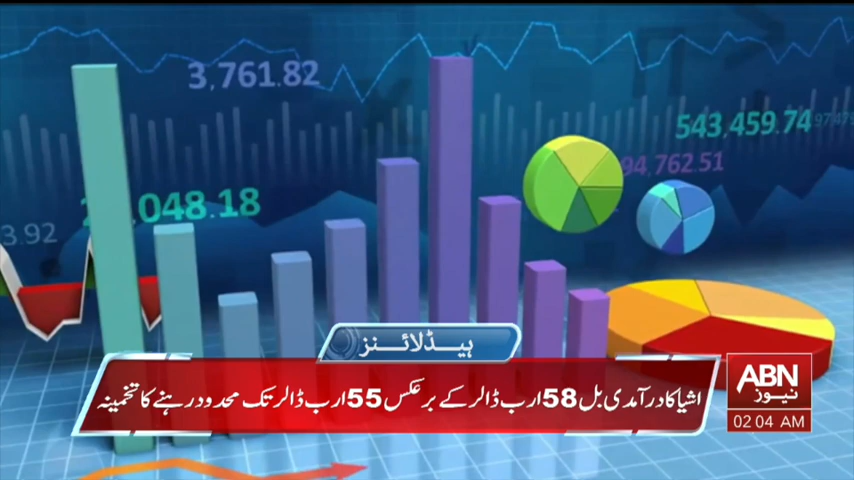 3,761.82
543,459.74
94,762.51
048.18
3.92
ہیڈلائنز
اشیا کا درآمدی بل 58 ارب ڈالر کے برعکس 55 ارب ڈالر تک محدود رہنے کا تخمینہ
ABN
نیوز
02:04 AM